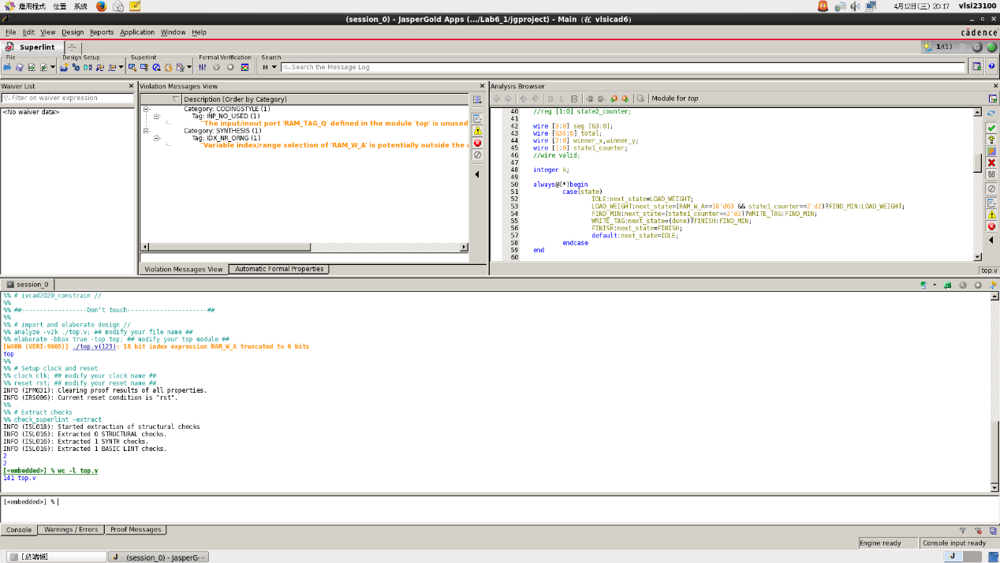 應用程式 位置 系統 4月12日(三) 20:17 vlsi23100
(session_0) - JasperGold Apps (.../Lab6_1/jgproject) - Main (在 vlsicad6)
File Edit View Design Reports Application Window Help cādence
Superlint 1/(1)
File Design Setup Superlint Formal Verification Search
M Search the Message Log
Waiver List
Filter on waiver expression
<No waiver data>
Violation Messages View
Description (Order by Category)
Category: CODINGSTYLE (1)
Tag: INP_NO_USED (1)
"The input/inout port 'RAM_TAG_Q' defined in the module 'top' is unused
Category: SYNTHESIS (1)
Tag: IDX_NR_ORNG (1)
"Variable index/range selection of 'RAM_W_A' is potentially outside the
Violation Messages View Automatic Formal Properties
Analysis Browser
Module for top
40 //reg [1:0] state2_counter;
41
42 wire [9:0] seg [63:0];
43 wire [639:0] total;
44 wire [2:0] winner_x,winner_y;
45 wire [1:0] state1_counter;
46 //wire valid;
47
48 integer k;
49
50 always@(*)begin
51 case(state)
52 IDLE:next_state=LOAD_WEIGHT;
53 LOAD_WEIGHT:next_state=(RAM_W_A==18'd63 && state1_counter==2'd2)?FIND_MIN:LOAD_WEIGHT;
54 FIND_MIN:next_state=(state1_counter==2'd2)?WRITE_TAG:FIND_MIN;
55 WRITE_TAG:next_state=(done)?FINISH:FIND_MIN;
56 FINISH:next_state=FINISH;
57 default:next_state=IDLE;
58 endcase
59 end
60
top.v
session_0
%% # ivcad2020_constrain //
%%
%% ##------------------Don't touch----------------------##
%%
%% # import and elaborate design //
%% analyze -v2k ./top.v; ## modify your file name ##
%% elaborate -bbox true -top top; ## modify your top module ##
[WARN (VERI-9005)] ./top.v(123): 18 bit index expression RAM_W_A truncated to 6 bits
top
%%
%% # Setup clock and reset
%% clock clk; ## modify your clock name ##
%% reset rst; ## modify your reset name ##
INFO (IPM031): Clearing proof results of all properties.
INFO (IRS006): Current reset condition is "rst".
%%
%% # Extract checks
%% check_superlint -extract
INFO (ISL018): Started extraction of structural checks
INFO (ISL016): Extracted 0 STRUCTURAL checks.
INFO (ISL016): Extracted 1 SYNTH checks.
INFO (ISL016): Extracted 1 BASIC LINT checks.
2
2
[<embedded>] % wc -l top.v
141 top.v
[<embedded>] %
Console Warnings / Errors Proof Messages
Engine ready Console input ready
[終端機] (session_0) - JasperG⋯